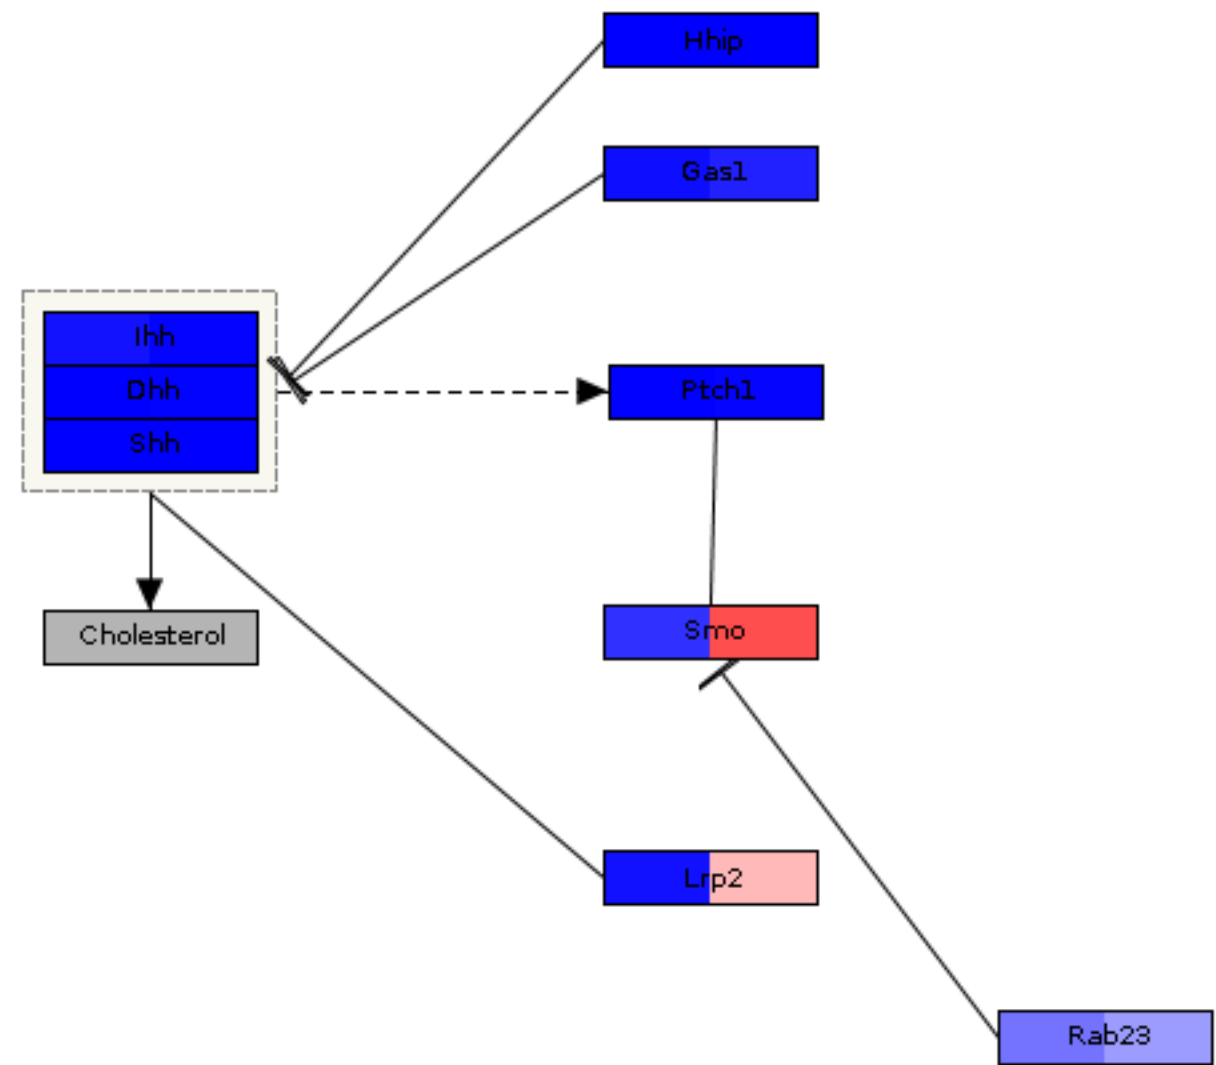 Hhip
Gas1
Ihh
Dhh
Ptch1
Shh
Cholesterol
Smo
Lrp2
Rab23